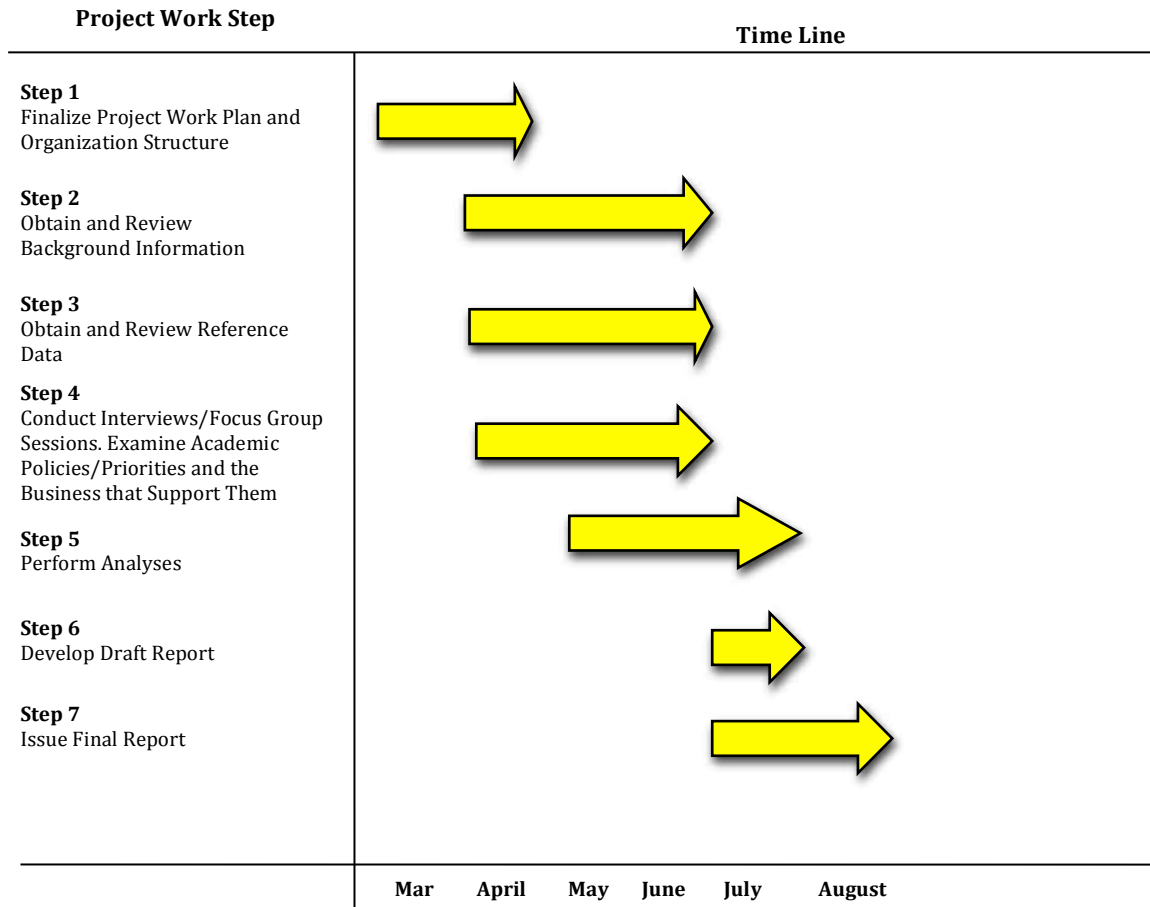 Project Work Step
Time Line
Step 1
Finalize Project Work Plan and
Organization Structure
Step 2
Obtain and Review
Background Information
Step 3
Obtain and Review Reference
Data
Step 4
Conduct Interviews/Focus Group
Sessions. Examine Academic
Policies/Priorities and the
Business that Support Them
Step 5
Perform Analyses
Step 6
Develop Draft Report
Step 7
Issue Final Report
Mar April May June July August